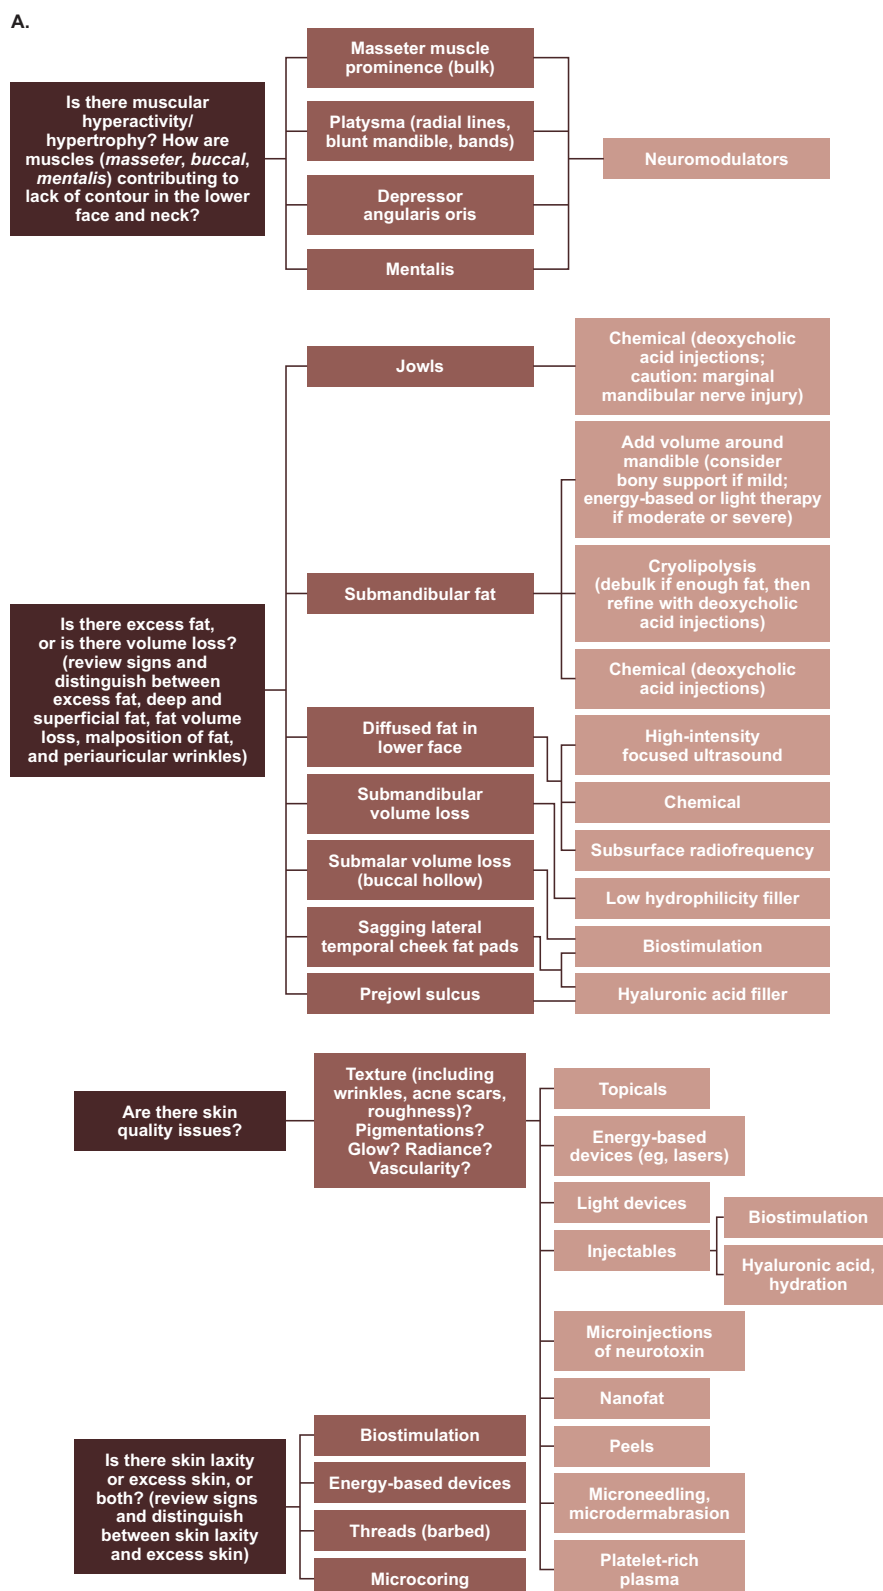 A.
Is there muscular
hyperactivity/
hypertrophy? How are
muscles (masseter, buccal,
mentalis) contributing to
lack of contour in the lower
face and neck?
Masseter muscle
prominence (bulk)
Platysma (radial lines,
blunt mandible, bands)
Depressor
angularis oris
Mentalis
Neuromodulators
Is there excess fat,
or is there volume loss?
(review signs and
distinguish between
excess fat, deep and
superficial fat, fat volume
loss, malposition of fat,
and periauricular wrinkles)
Jowls
Chemical (deoxycholic
acid injections;
caution: marginal
mandibular nerve injury)
Submandibular fat
Add volume around
mandible (consider
bony support if mild;
energy-based or light therapy
if moderate or severe)
Cryolipolysis
(debulk if enough fat, then
refine with deoxycholic
acid injections)
Chemical (deoxycholic
acid injections)
Diffused fat in
lower face
High-intensity
focused ultrasound
Chemical
Subsurface radiofrequency
Submandibular
volume loss
Low hydrophilicity filler
Submalar volume loss
(buccal hollow)
Biostimulation
Sagging lateral
temporal cheek fat pads
Prejowl sulcus
Hyaluronic acid filler
Are there skin
quality issues?
Texture (including
wrinkles, acne scars,
roughness)?
Pigmentations?
Glow? Radiance?
Vascularity?
Topicals
Energy-based
devices (eg, lasers)
Light devices
Injectables
Biostimulation
Hyaluronic acid,
hydration
Microinjections
of neurotoxin
Nanofat
Peels
Microneedling,
microdermabrasion
Platelet-rich
plasma
Is there skin laxity
or excess skin, or
both? (review signs
and distinguish
between skin laxity
and excess skin)
Biostimulation
Energy-based devices
Threads (barbed)
Microcoring